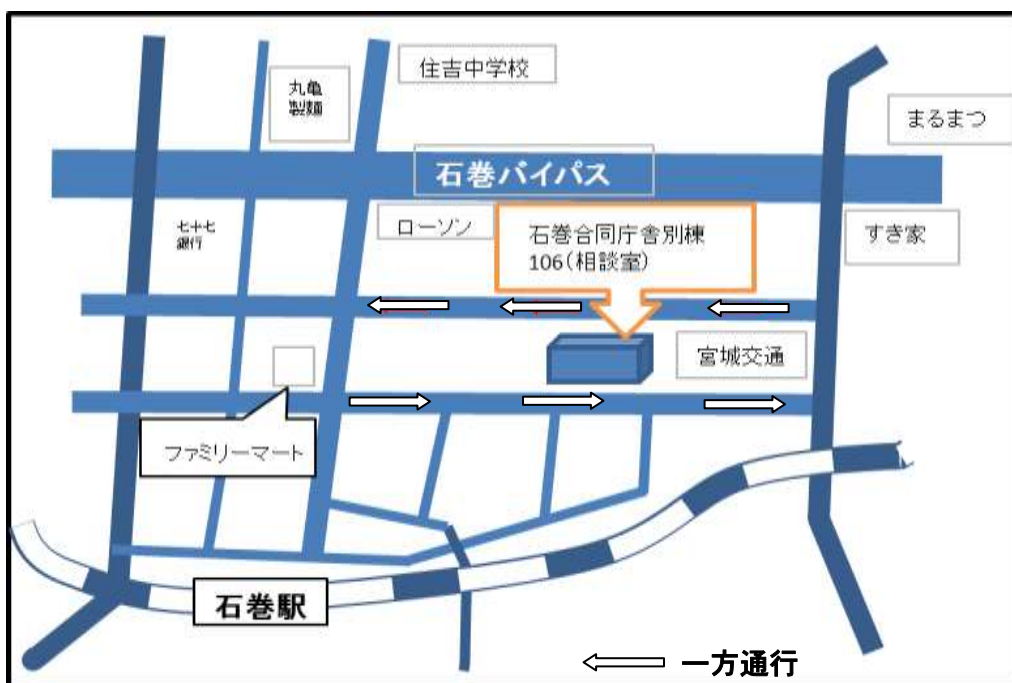 住吉中学校
丸亀
製麺
まるまつ
石巻バイパス
七十七
銀行
ローソン
石巻合同庁舎別棟
106(相談室)
すき家
宮城交通
ファミリーマート
石巻駅
一方通行